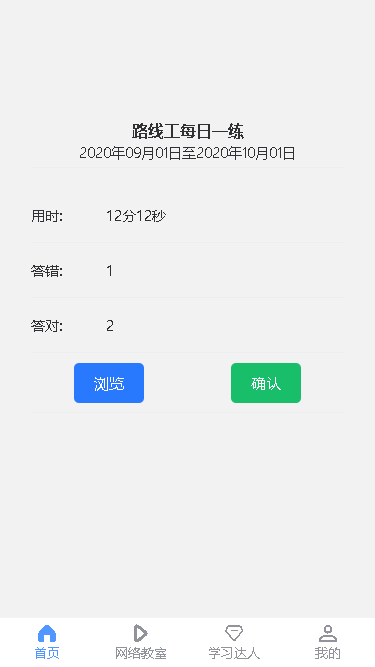 路线工每日一练
2020年09月01日至2020年10月01日
用时: 12分12秒
答错: 1
答对: 2
浏览 确认
首页 网络教室 学习达人 我的